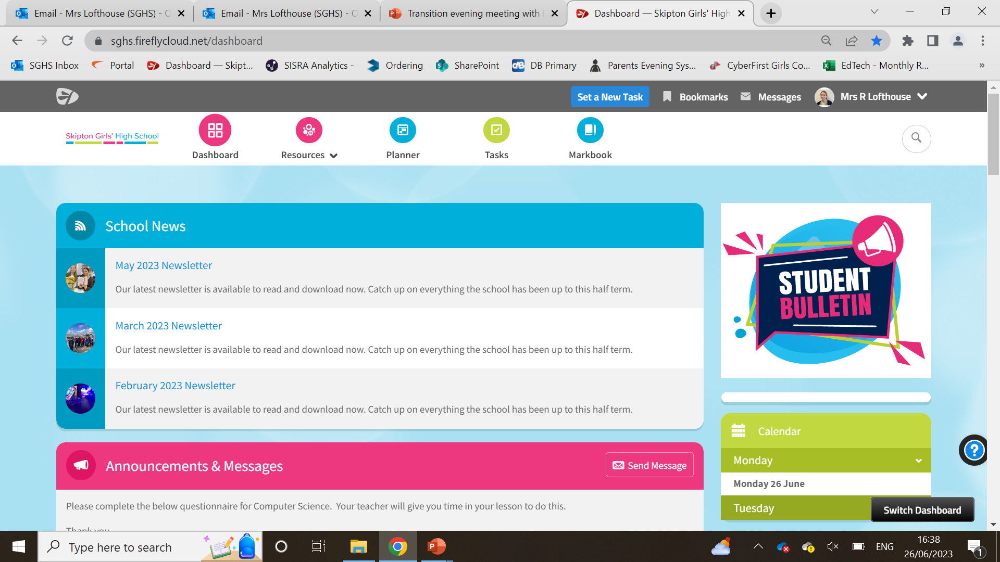 Email - Mrs Lofthouse (SGHS) - O
Email - Mrs Lofthouse (SGHS) - O
Transition evening meeting with
Dashboard — Skipton Girls' High
sghs.fireflycloud.net/dashboard
SGHS Inbox
Portal
Dashboard — Skipt...
SISRA Analytics -
Ordering
SharePoint
DB Primary
Parents Evening Sys...
CyberFirst Girls Co...
EdTech - Monthly R...
Set a New Task
Bookmarks
Messages
Mrs R Lofthouse
Skipton Girls' High School
Dashboard
Resources
Planner
Tasks
Markbook
School News
May 2023 Newsletter
Our latest newsletter is available to read and download now. Catch up on everything the school has been up to this half term.
March 2023 Newsletter
Our latest newsletter is available to read and download now. Catch up on everything the school has been up to this half term.
February 2023 Newsletter
Our latest newsletter is available to read and download now. Catch up on everything the school has been up to this half term.
STUDENT
BULLETIN
Calendar
Monday
Monday 26 June
Tuesday
Switch Dashboard
Announcements & Messages
Send Message
Please complete the below questionnaire for Computer Science.  Your teacher will give you time in your lesson to do this.
Thank you
Type here to search
ENG
16:38
26/06/2023
1